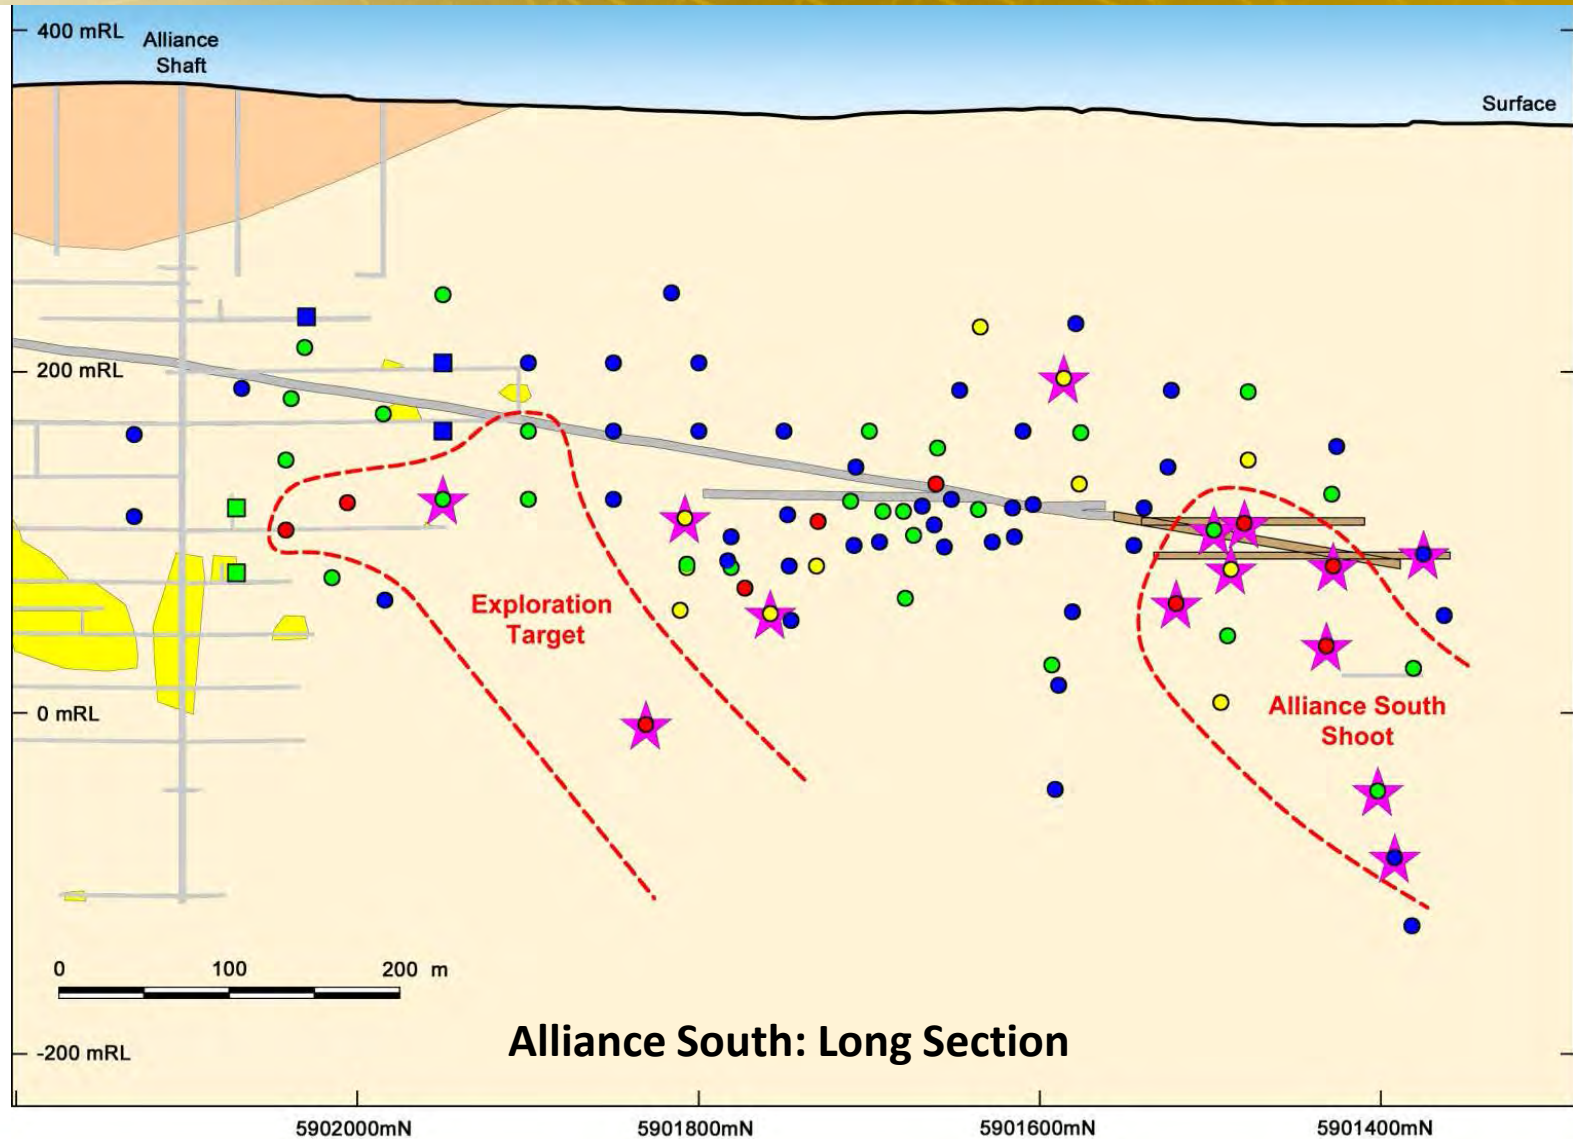 400 mRL
Alliance
Shaft
Surface
200 mRL
Exploration
Target
0 mRL
Alliance South
Shoot
0 100 200 m
Alliance South: Long Section
-200 mRL
5902000mN 5901800mN 5901600mN 5901400mN